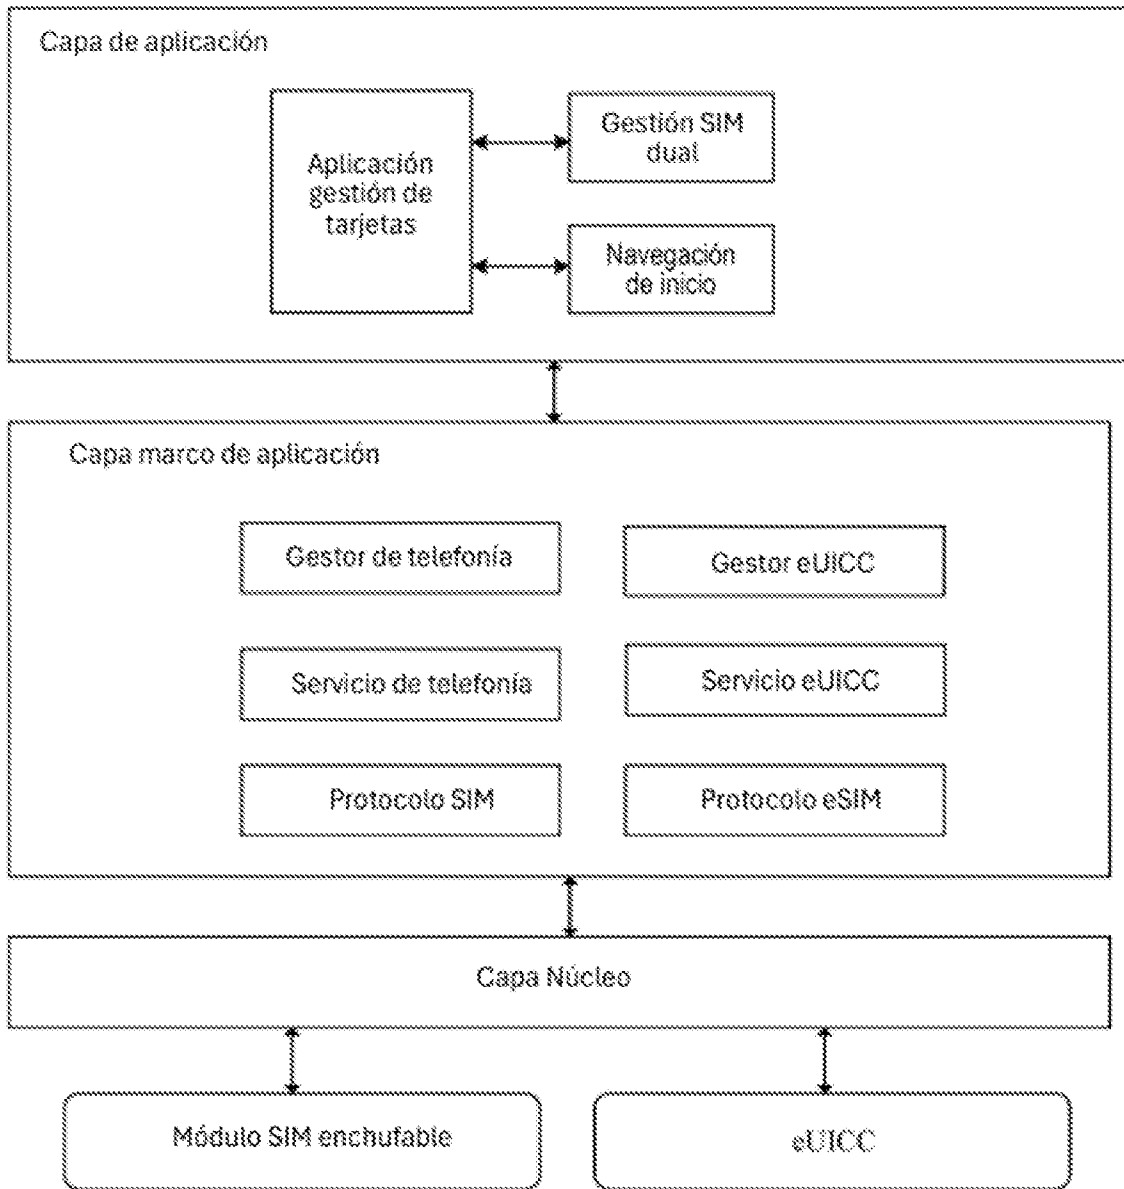 Capa de aplicación
Aplicación
gestión de
tarjetas
Gestión SIM
dual
Navegación
de inicio
Capa marco de aplicación
Gestor de telefonía
Gestor eUICC
Servicio de telefonía
Servicio eUICC
Protocolo SIM
Protocolo eSIM
Capa Núcleo
Módulo SIM enchufable
eUICC